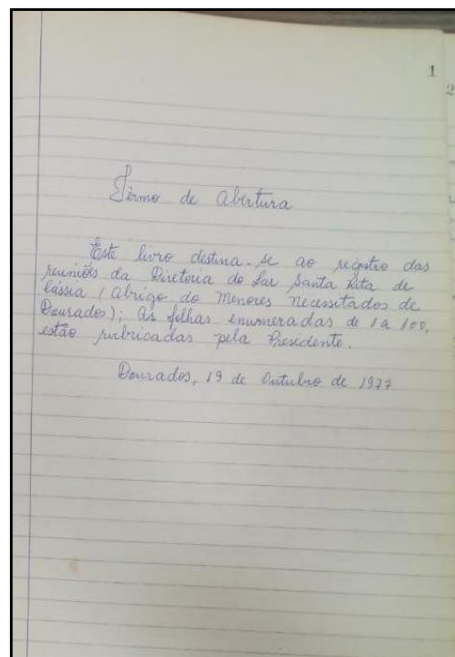 1
2
Têrmo de Abertura
Este livro destina-se ao registro das
reuniões da Diretoria do Lar Santa Rita de
Cássia (Abrigo do Menores Necessitados de
Dourados); As folhas enumeradas de 1 a 100,
estão rubricadas pela Presidente.
Dourados, 19 de Outubro de 1977